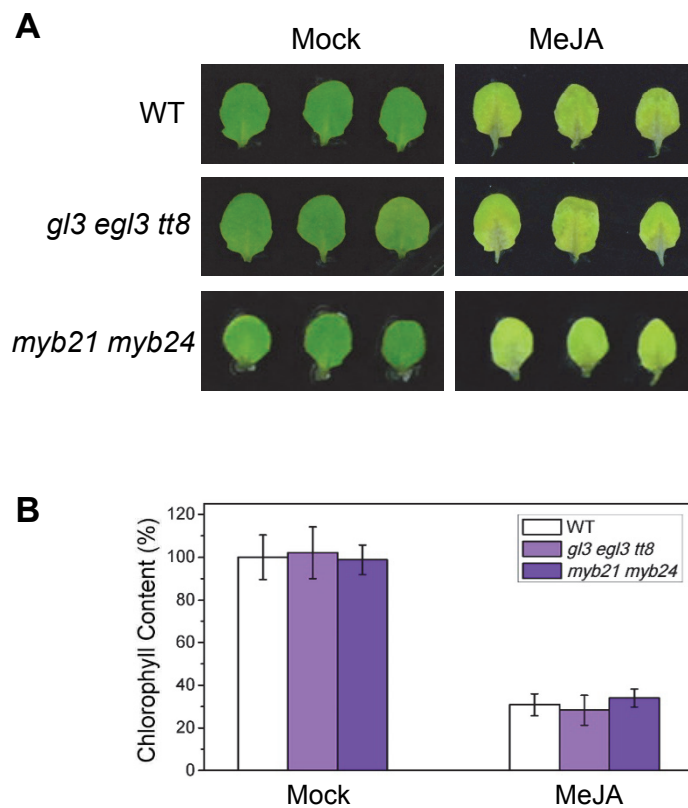 A
Mock MeJA
WT
gl3 egl3 tt8
myb21 myb24
B
Chlorophyll Content (%)
120
100
80
60
40
20
0
WT
gl3 egl3 tt8
myb21 myb24
Mock MeJA